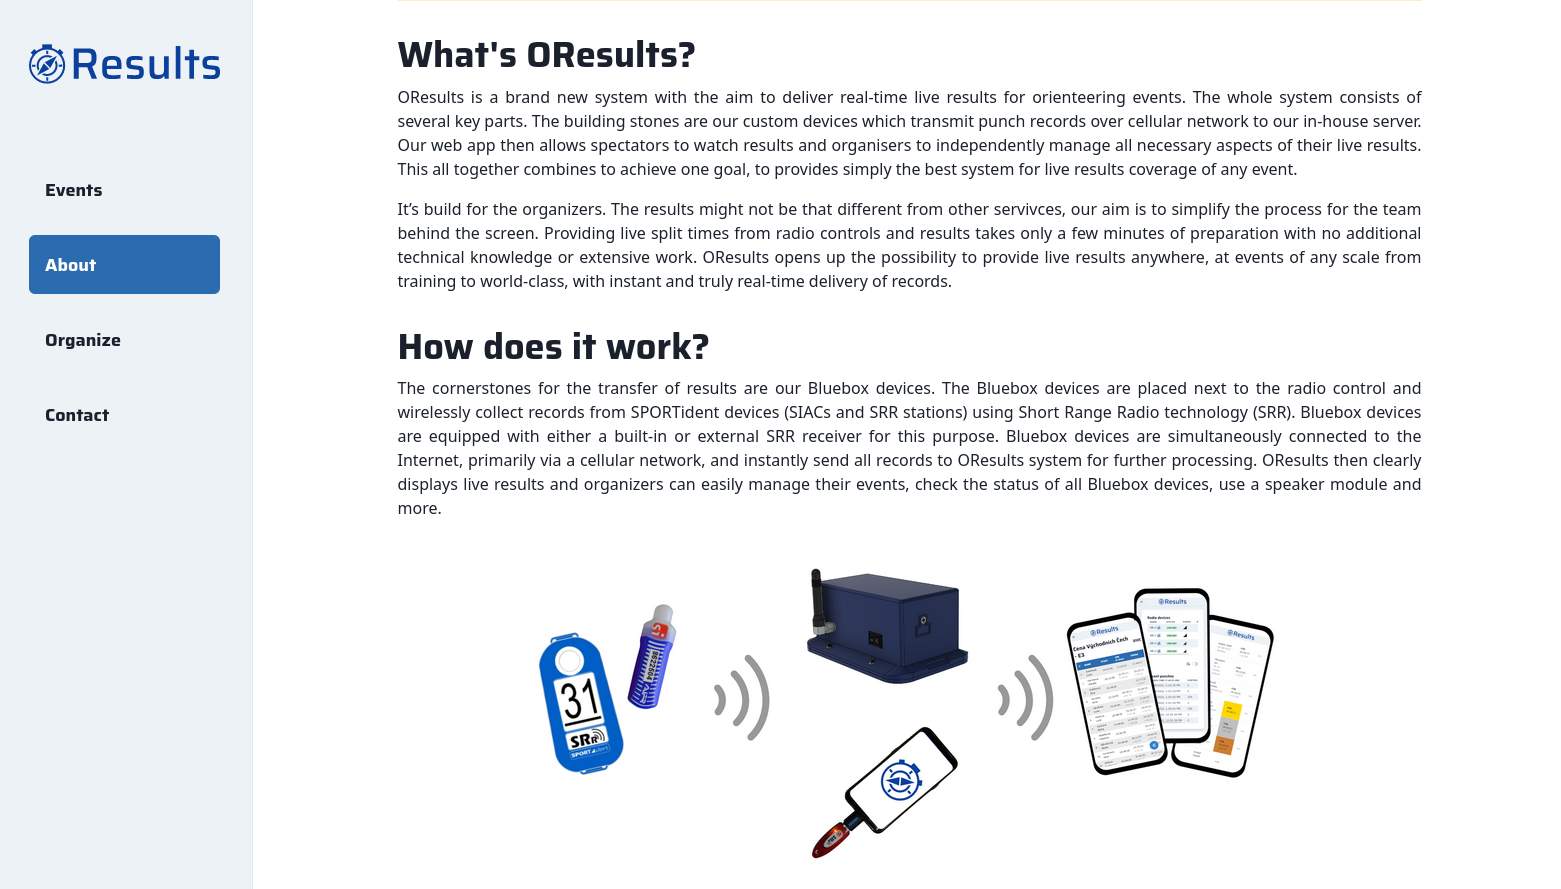 Results
Events
About
Organize
Contact
What's OResults?
OResults is a brand new system with the aim to deliver real-time live results for orienteering events. The whole system consists of
several key parts. The building stones are our custom devices which transmit punch records over cellular network to our in-house server.
Our web app then allows spectators to watch results and organisers to independently manage all necessary aspects of their live results.
This all together combines to achieve one goal, to provides simply the best system for live results coverage of any event.
It’s build for the organizers. The results might not be that different from other servivces, our aim is to simplify the process for the team
behind the screen. Providing live split times from radio controls and results takes only a few minutes of preparation with no additional
technical knowledge or extensive work. OResults opens up the possibility to provide live results anywhere, at events of any scale from
training to world-class, with instant and truly real-time delivery of records.
How does it work?
The cornerstones for the transfer of results are our Bluebox devices. The Bluebox devices are placed next to the radio control and
wirelessly collect records from SPORTident devices (SIACs and SRR stations) using Short Range Radio technology (SRR). Bluebox devices
are equipped with either a built-in or external SRR receiver for this purpose. Bluebox devices are simultaneously connected to the
Internet, primarily via a cellular network, and instantly send all records to OResults system for further processing. OResults then clearly
displays live results and organizers can easily manage their events, check the status of all Bluebox devices, use a speaker module and
more.
31
SRR
SPORTident
Results
Cena Východních Čech
- E3
Results
Radio devices
Results